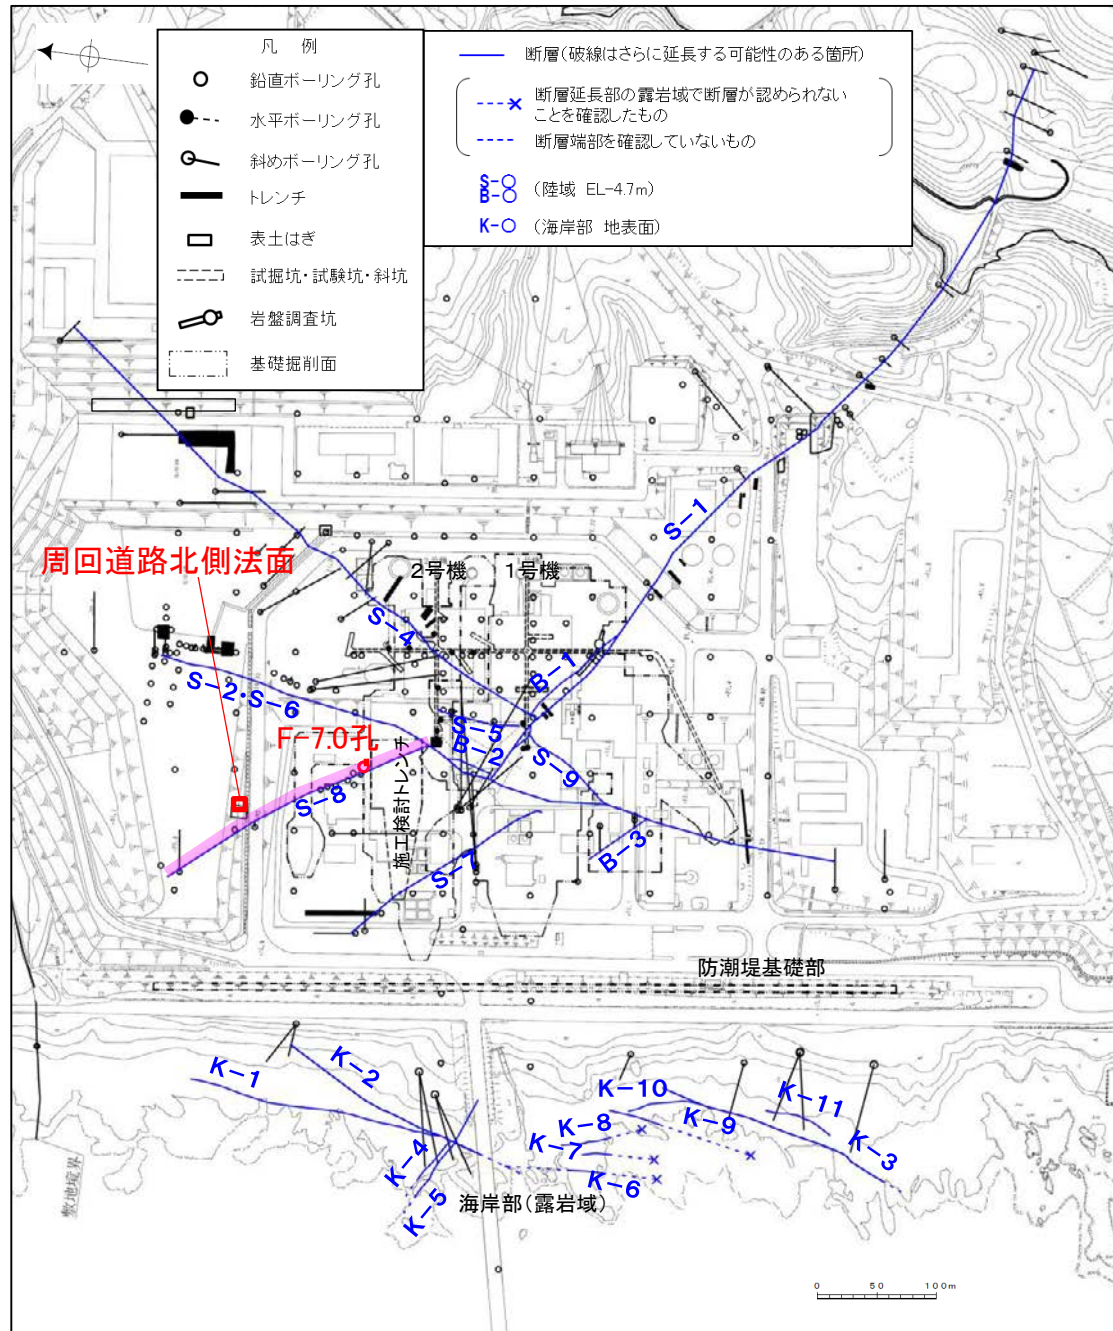 凡 例
鉛直ボーリング孔
水平ボーリング孔
斜めボーリング孔
トレンチ
表土はぎ
試掘坑・試験坑・斜坑
岩盤調査坑
基礎掘削面
断層(破線はさらに延長する可能性のある箇所)
断層延長部の露岩域で断層が認められない
ことを確認したもの
断層端部を確認していないもの
S-○
B-○
(陸域 EL-4.7m)
K-○
(海岸部 地表面)
S-1
周回道路北側法面
2号機
1号機
S-4
B-1
S-2・S-6
F-7.0孔
S-5
B-2
S-9
S-8
施工検討トレンチ
S-7
B-3
防潮堤基礎部
K-1
K-2
K-10
K-11
K-8
K-9
K-7
K-3
K-4
K-6
K-5
海岸部(露岩域)
敷地境界
0 50 100m